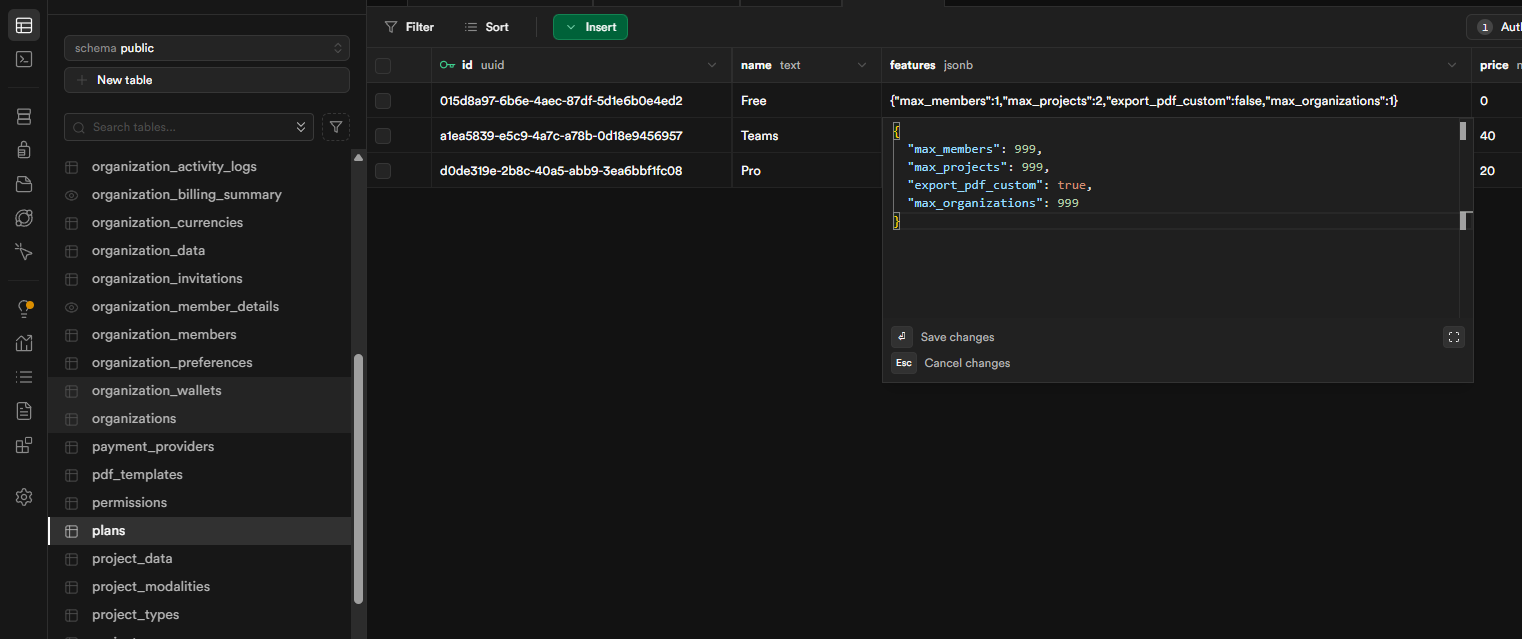 schema public
New table
Search tables...
organization_activity_logs
organization_billing_summary
organization_currencies
organization_data
organization_invitations
organization_member_details
organization_members
organization_preferences
organization_wallets
organizations
payment_providers
pdf_templates
permissions
plans
project_data
project_modalities
project_types
Filter
Sort
Insert
1
id uuid
name text
features jsonb
price
015d8a97-6b6e-4aec-87df-5d1e6b0e4ed2
Free
{"max_members":1,"max_projects":2,"export_pdf_custom":false,"max_organizations":1}
0
a1ea5839-e5c9-4a7c-a78b-0d18e9456957
Teams
40
d0de319e-2b8c-40a5-abb9-3ea6bbf1fc08
Pro
20
{
"max_members": 999,
"max_projects": 999,
"export_pdf_custom": true,
"max_organizations": 999
}
Save changes
Esc Cancel changes